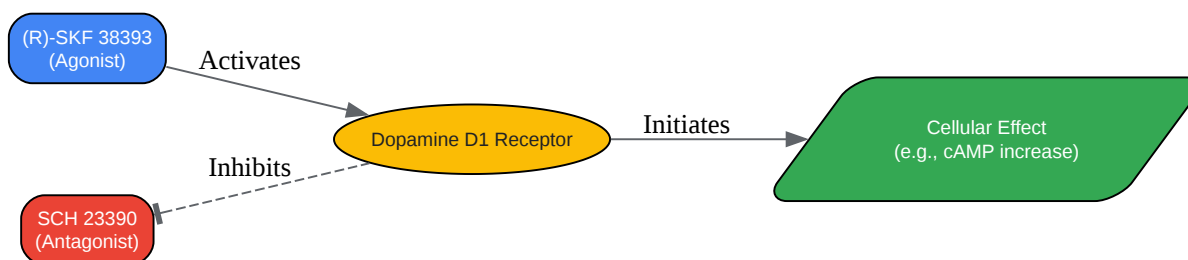 (R)-SKF 38393
(Agonist)
Activates
Dopamine D1 Receptor
Initiates
Cellular Effect
(e.g., cAMP increase)
Inhibits
SCH 23390
(Antagonist)